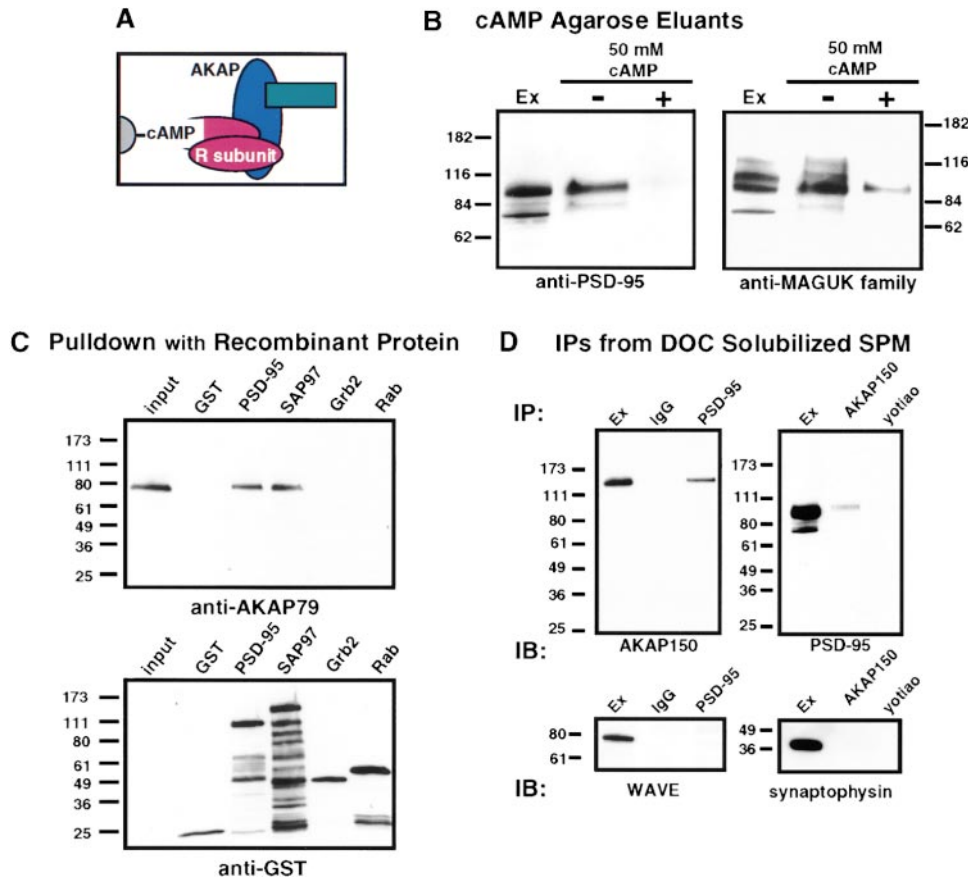 A
AKAP
cAMP
R subunit
B cAMP Agarose Eluants
50 mM
cAMP
Ex - +
182
116
84
62
anti-PSD-95
50 mM
cAMP
Ex - +
182
116
84
62
anti-MAGUK family
C Pulldown with Recombinant Protein
input GST PSD-95 SAP97 Grb2 Rab
173
111
80
61
49
36
25
anti-AKAP79
input GST PSD-95 SAP97 Grb2 Rab
173
111
80
61
49
36
25
anti-GST
D IPs from DOC Solubilized SPM
IP:
Ex IgG PSD-95
173
111
80
61
49
36
25
AKAP150
Ex AKAP150 yotiao
173
111
80
61
49
36
25
PSD-95
IB:
Ex IgG PSD-95
80
61
WAVE
Ex AKAP150 yotiao
49
36
synaptophysin
IB: